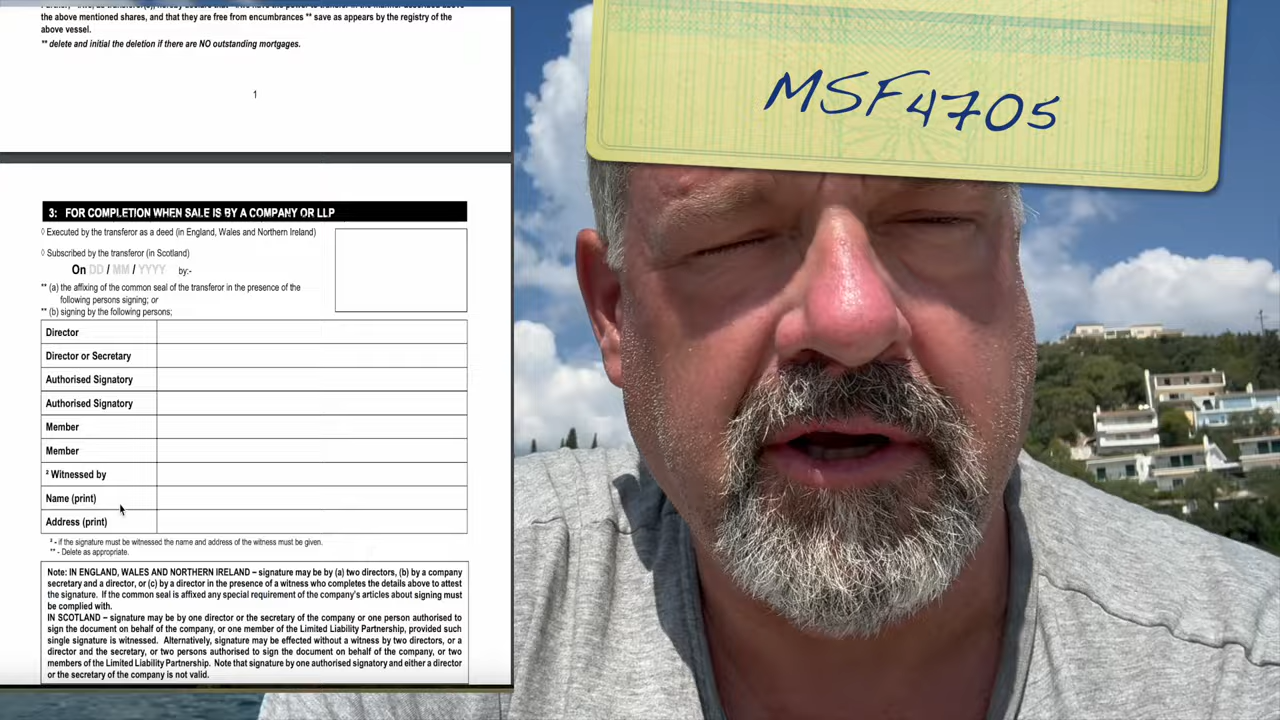 the above mentioned shares, and that they are free from encumbrances ** save as appears by the registry of the
above vessel.
** delete and initial the deletion if there are NO outstanding mortgages.
1
3: FOR COMPLETION WHEN SALE IS BY A COMPANY OR LLP
◊ Executed by the transferor as a deed (in England, Wales and Northern Ireland)
◊ Subscribed by the transferor (in Scotland)
On DD / MM / YYYY by:-
** (a) the affixing of the common seal of the transferor in the presence of the
following persons signing; or
** (b) signing by the following persons;
Director
Director or Secretary
Authorised Signatory
Authorised Signatory
Member
Member
² Witnessed by
Name (print)
Address (print)
² - if the signature must be witnessed the name and address of the witness must be given.
** - Delete as appropriate.
Note: IN ENGLAND, WALES AND NORTHERN IRELAND – signature may be by (a) two directors, (b) by a company
secretary and a director, or (c) by a director in the presence of a witness who completes the details above to attest
the signature. If the common seal is affixed any special requirement of the company's articles about signing must
be complied with.
IN SCOTLAND – signature may be by one director or the secretary of the company or one person authorised to
sign the document on behalf of the company, or one member of the Limited Liability Partnership, provided such
single signature is witnessed. Alternatively, signature may be effected without a witness by two directors, or a
director and the secretary, or two persons authorised to sign the document on behalf of the company, or two
members of the Limited Liability Partnership. Note that signature by one authorised signatory and either a director
or the secretary of the company is not valid.
MSF4705